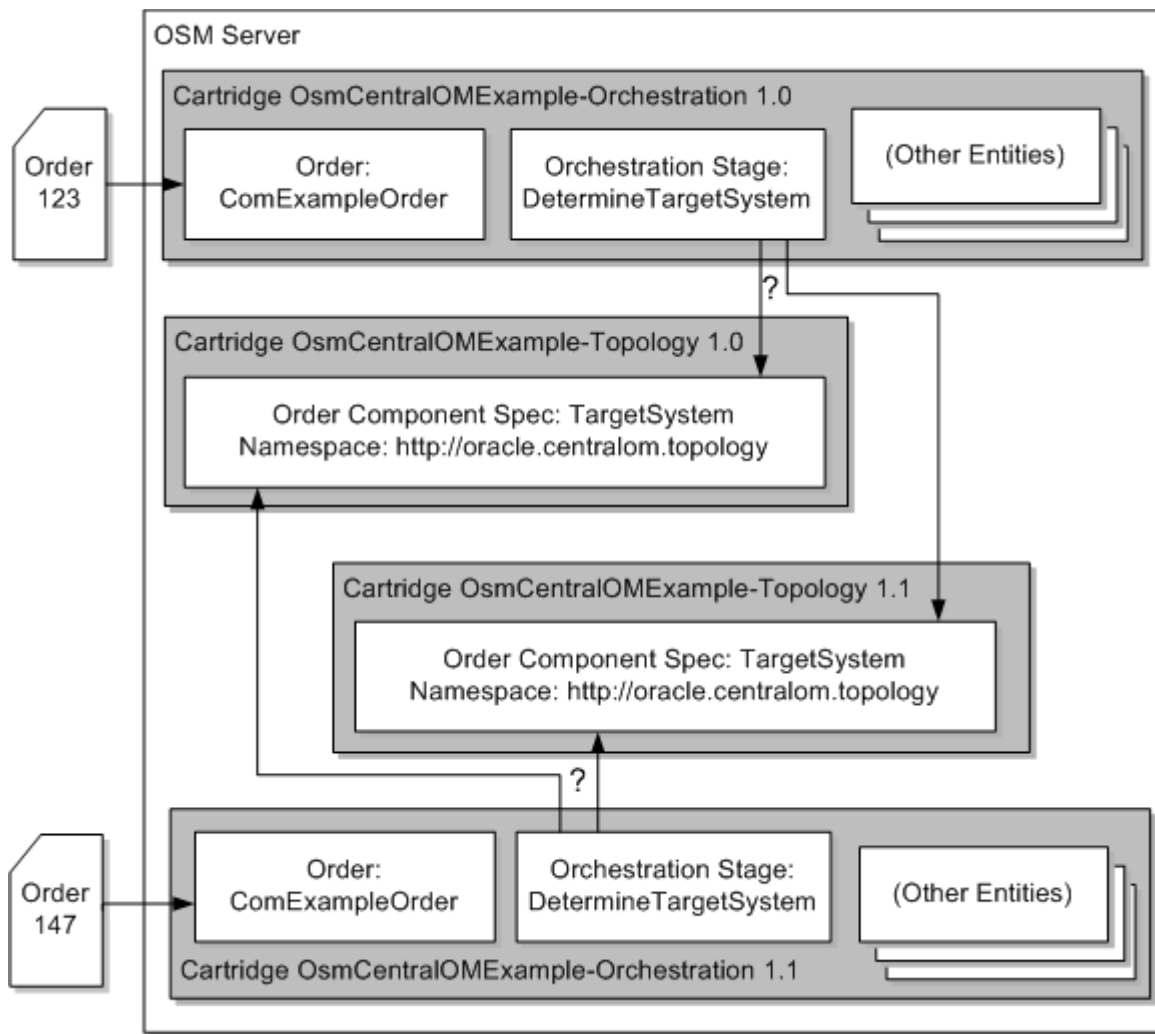 OSM Server
Cartridge OsmCentralOMExample-Orchestration 1.0
Order
123
Order:
ComExampleOrder
Orchestration Stage:
DetermineTargetSystem
(Other Entities)
?
Cartridge OsmCentralOMExample-Topology 1.0
Order Component Spec: TargetSystem
Namespace: http://oracle.centralom.topology
Cartridge OsmCentralOMExample-Topology 1.1
Order Component Spec: TargetSystem
Namespace: http://oracle.centralom.topology
?
Order
147
Order:
ComExampleOrder
Orchestration Stage:
DetermineTargetSystem
(Other Entities)
Cartridge OsmCentralOMExample-Orchestration 1.1